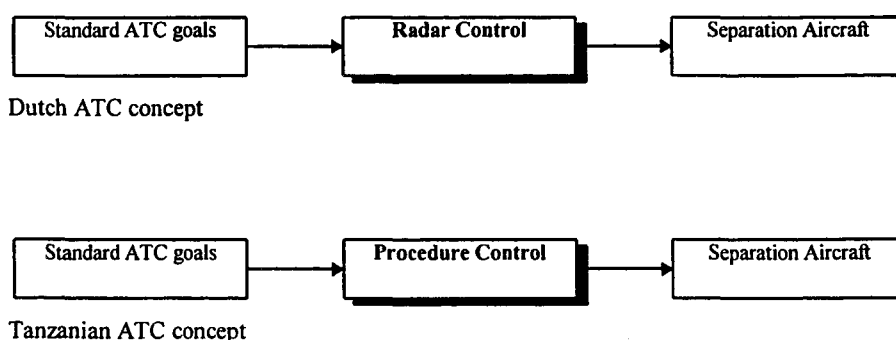 Standard ATC goals
Radar Control
Separation Aircraft
Dutch ATC concept
Standard ATC goals
Procedure Control
Separation Aircraft
Tanzanian ATC concept